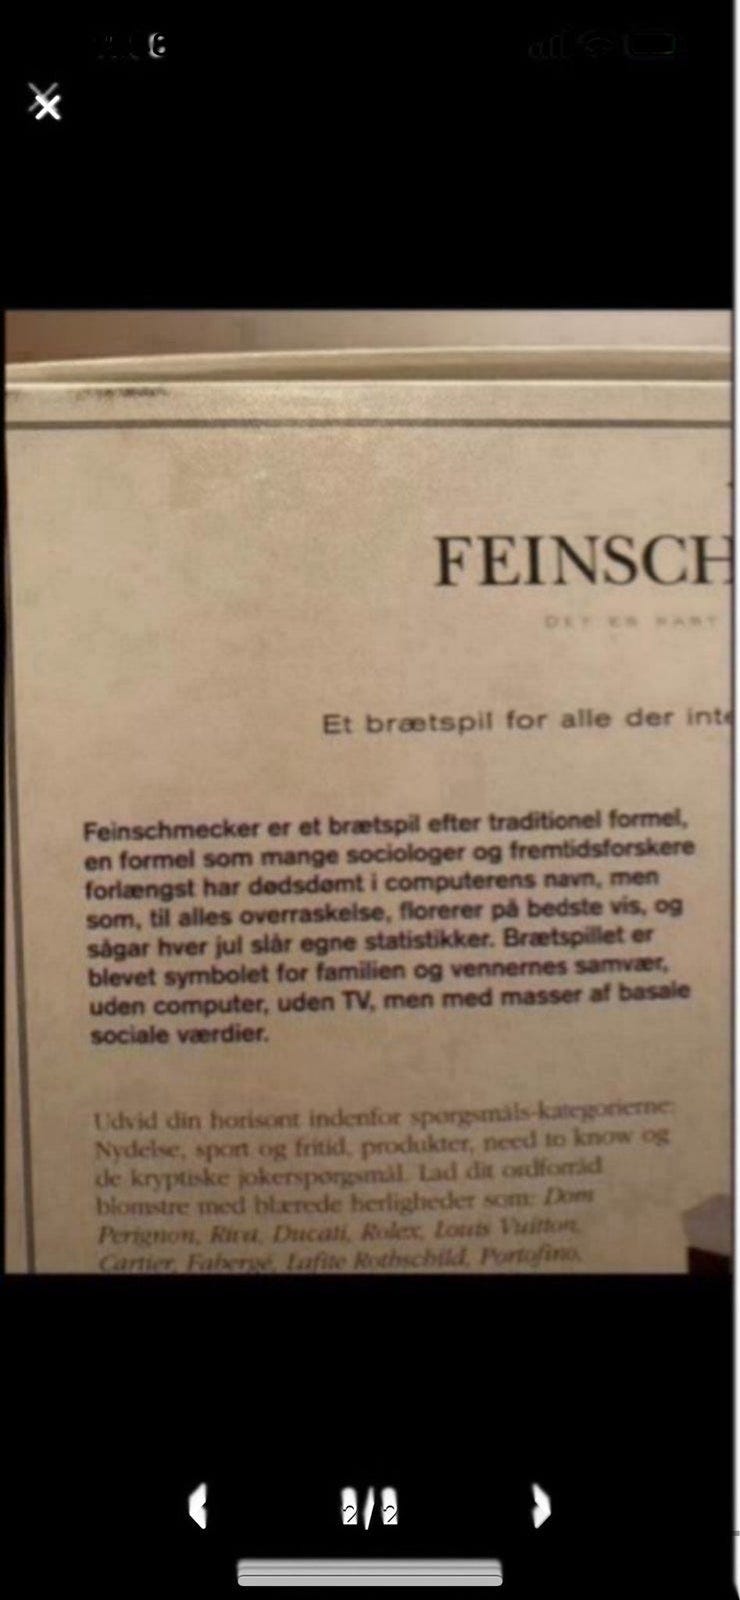 FEINSCH
DET ER
Et brætspil for alle der inte
Feinschmecker er et brætspil efter traditionel formel,
en formel som mange sociologer og fremtidsforskere
forlængst har dødsdømt i computerens navn, men
som, til alles overraskelse, florerer på bedste vis, og
sågar hver jul slår egne statistikker. Brætspillet er
blevet symbolet for familien og vennernes samvær,
uden computer, uden TV, men med masser af basale
sociale værdier.
Udvid din horisont indenfor spørgsmåls-kategorierne:
Nydelse, sport og fritid, produkter, need to know og
de kryptiske jokerspørgsmål. Lad dit ordforråd
blomstre med blærede herligheder som: Dom
Perignon, Riva, Ducati, Rolex, Louis Vuitton,
Cartier, Fabergé, Lafite Rothschild, Portofino,
2/2